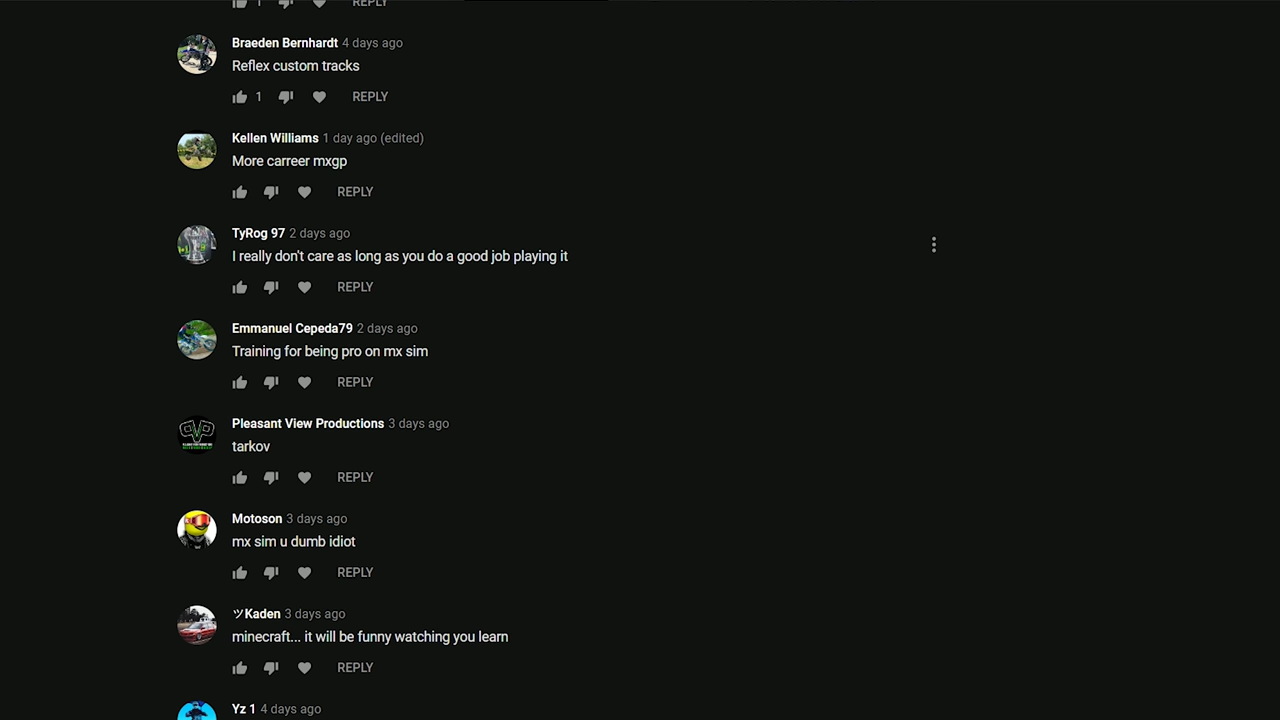 1 REPLY
Braeden Bernhardt 4 days ago
Reflex custom tracks
1 REPLY
Kellen Williams 1 day ago (edited)
More carreer mxgp
REPLY
TyRog 97 2 days ago
I really don't care as long as you do a good job playing it
REPLY
Emmanuel Cepeda79 2 days ago
Training for being pro on mx sim
REPLY
Pleasant View Productions 3 days ago
tarkov
REPLY
Motoson 3 days ago
mx sim u dumb idiot
REPLY
ツKaden 3 days ago
minecraft... it will be funny watching you learn
REPLY
Yz 1 4 days ago